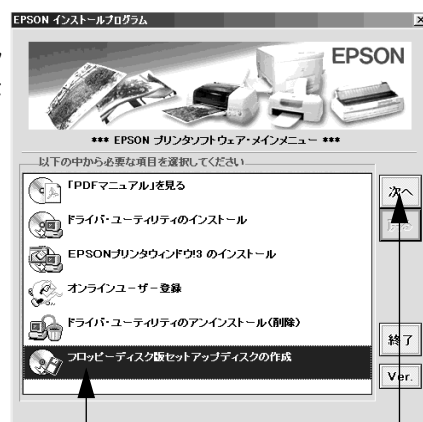 EPSON インストールプログラム
EPSON
*** EPSON プリンタソフトウェア・メインメニュー ***
以下の中から必要な項目を選択してください
「PDFマニュアル」を見る
ドライバ・ユーティリティのインストール
EPSONプリンタウィンドウ!3 のインストール
オンラインユーザー登録
ドライバ・ユーティリティのアンインストール(削除)
フロッピーディスク版セットアップディスクの作成
次へ
終了
Ver.